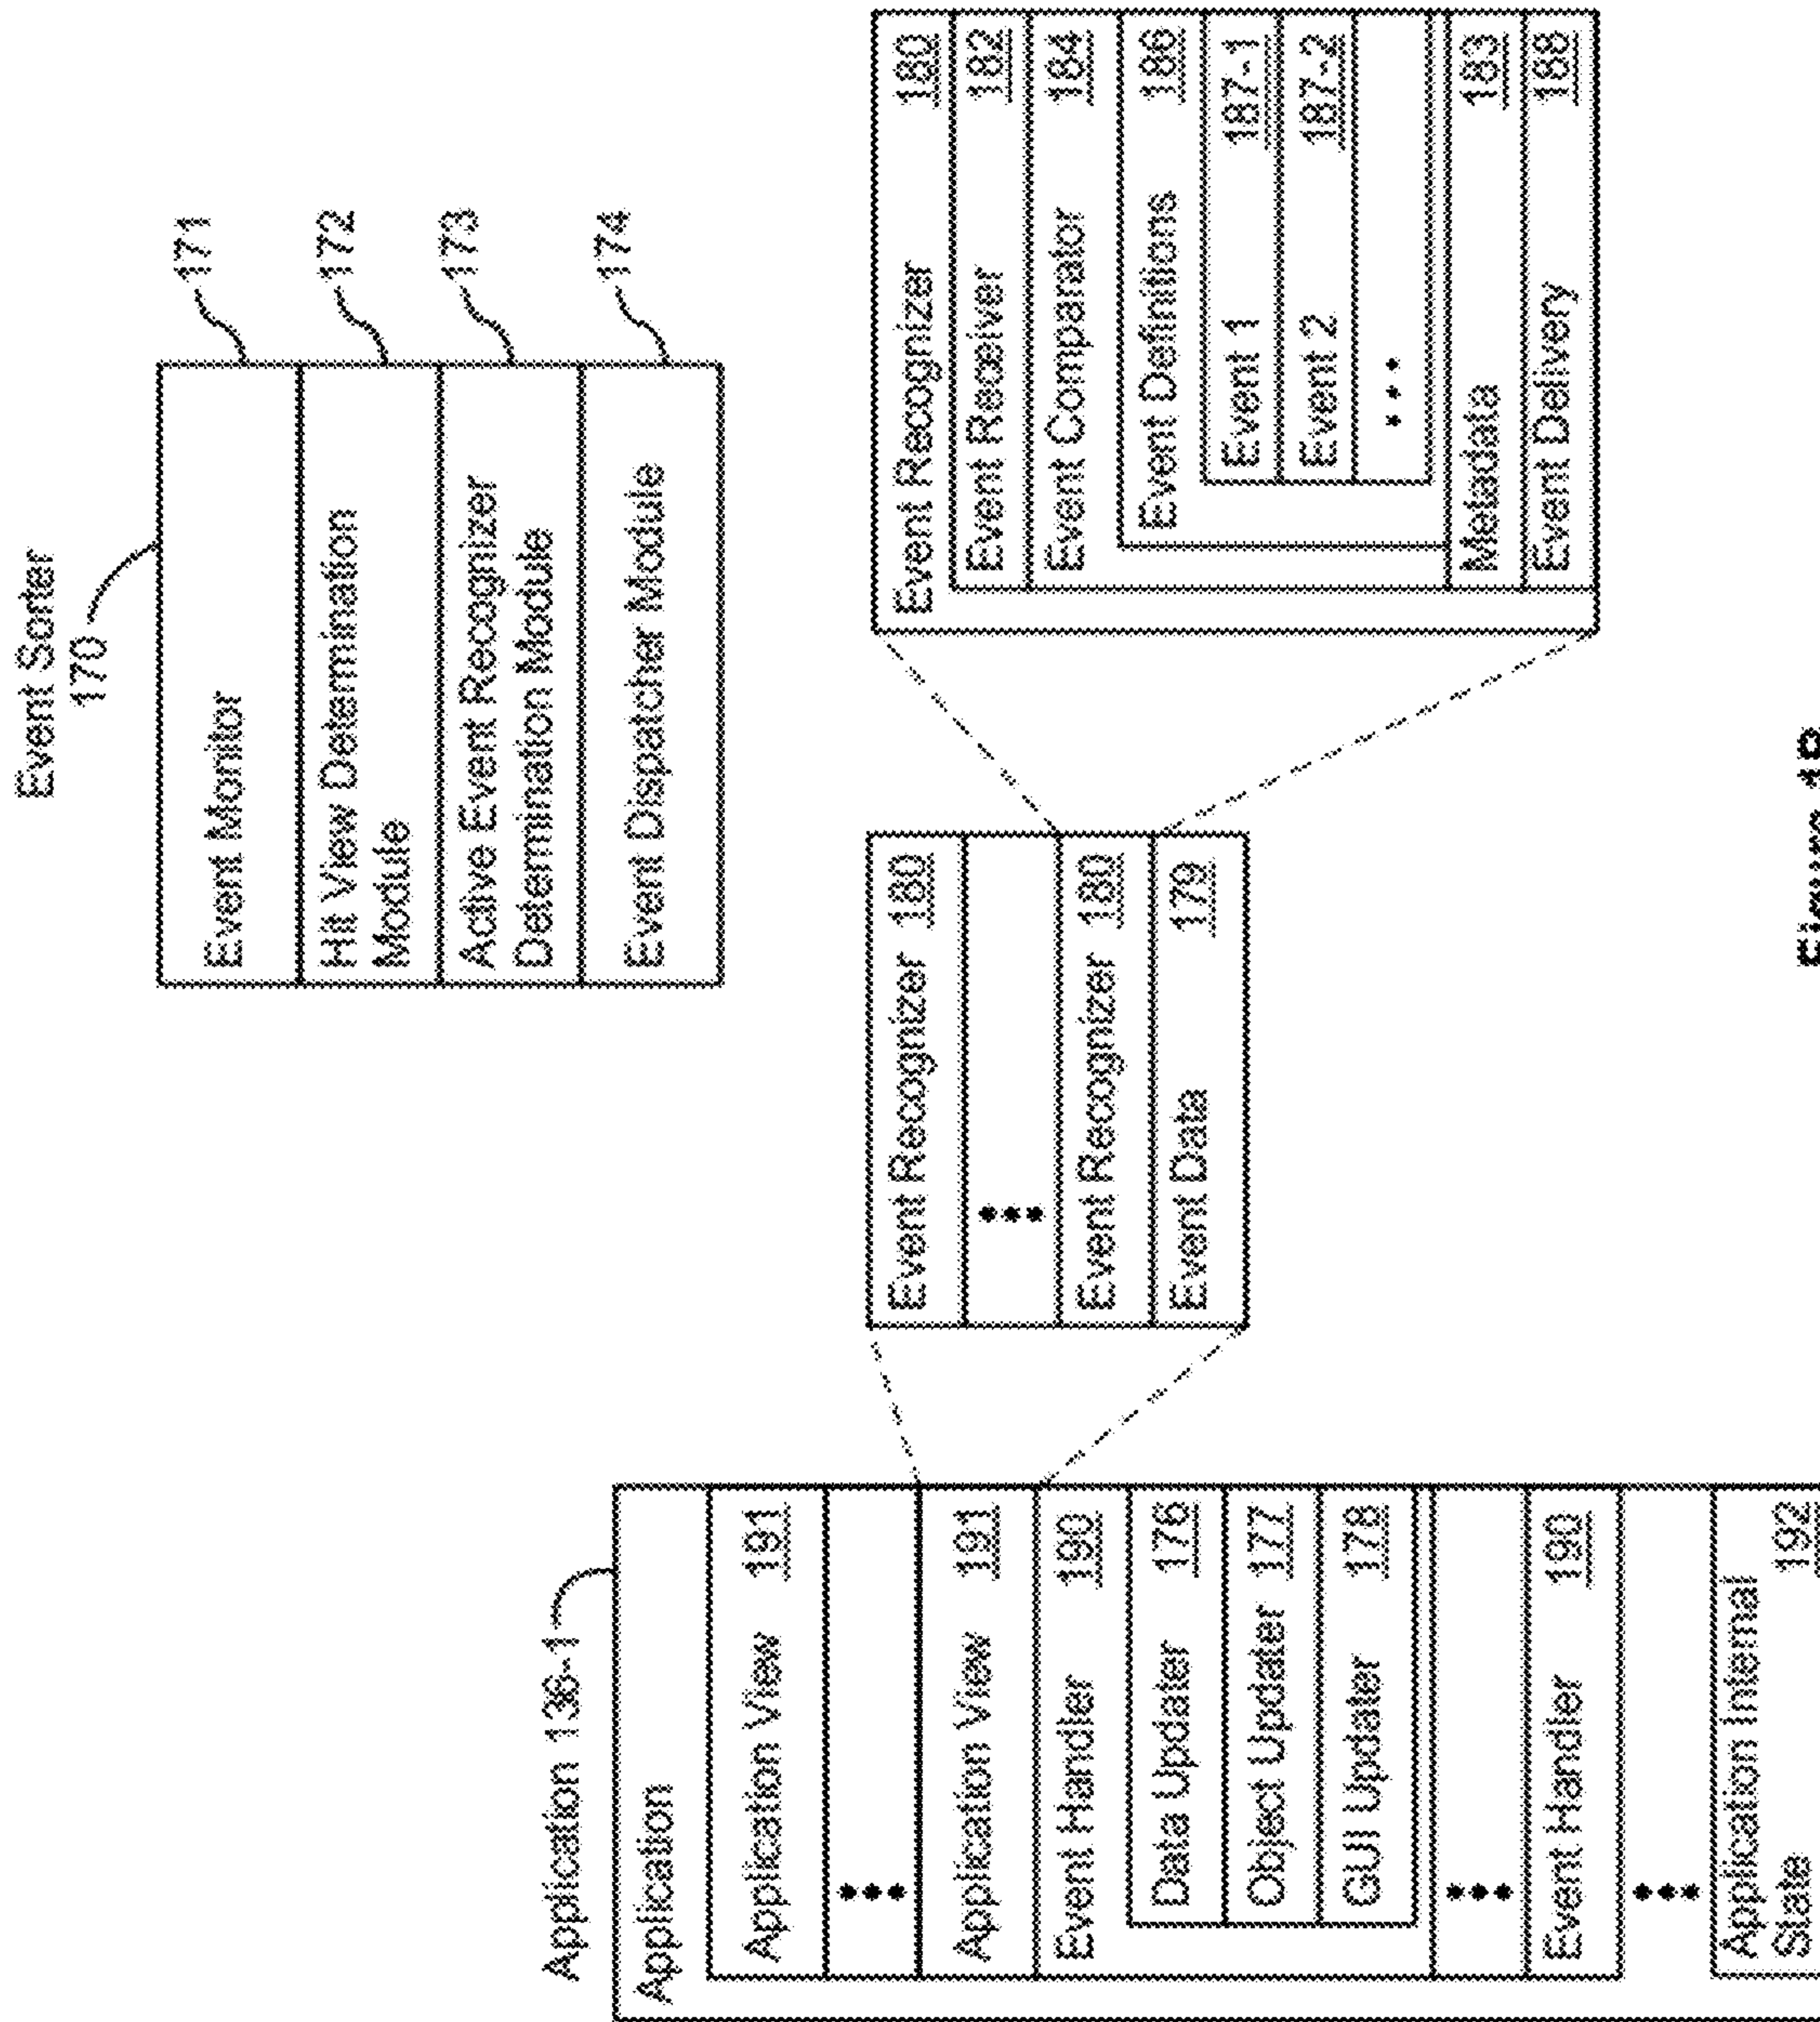 Event Sorter
170
Event Monitor
171
Hit View Determination
Module
172
Active Event Recognizer
Determination Module
173
Event Dispatcher Module
174
Application 136-1
Application
Application View 191
•••
Application View 191
Event Handler 190
Data Updater 176
Object Updater 177
GUI Updater 178
•••
Event Handler 190
•••
Application Internal
State 192
Event Recognizer 180
•••
Event Recognizer 180
Event Data 179
Event Recognizer 180
Event Receiver 182
Event Comparator 184
Event Definitions 186
Event 1 187-1
Event 2 187-2
•••
Metadata 183
Event Delivery 188
Figure 1B